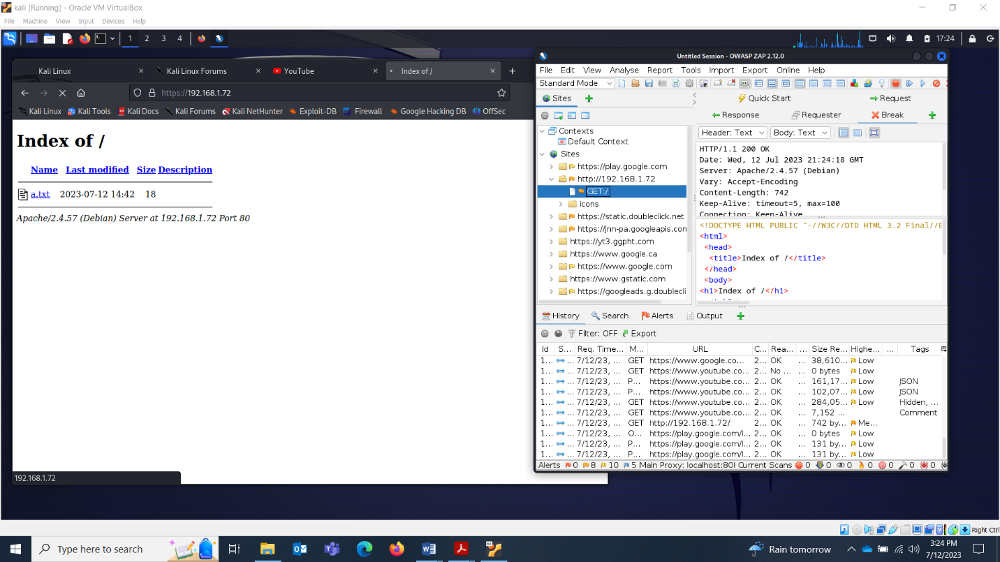 kali [Running] - Oracle VM VirtualBox
File Machine View Input Devices Help
1 2 3 4
17:24
Kali Linux
Kali Linux Forums
YouTube
Index of /
https://192.168.1.72
Kali Linux Kali Tools Kali Docs Kali Forums Kali NetHunter Exploit-DB Firewall Google Hacking DB OffSec
Index of /
Name Last modified Size Description
a.txt 2023-07-12 14:42 18
Apache/2.4.57 (Debian) Server at 192.168.1.72 Port 80
192.168.1.72
Untitled Session - OWASP ZAP 2.12.0
File Edit View Analyse Report Tools Import Export Online Help
Standard Mode
Sites
Quick Start
Request
Response
Requester
Break
Contexts
Default Context
Sites
https://play.google.com
http://192.168.1.72
GET:/
icons
https://static.doubleclick.net
https://jnn-pa.googleapis.com
https://yt3.ggpht.com
https://www.google.ca
https://www.google.com
https://www.gstatic.com
https://googleads.g.doublecli
Header: Text Body: Text
HTTP/1.1 200 OK
Date: Wed, 12 Jul 2023 21:24:18 GMT
Server: Apache/2.4.57 (Debian)
Vary: Accept-Encoding
Content-Length: 742
Keep-Alive: timeout=5, max=100
Connection: Keep-Alive
<!DOCTYPE HTML PUBLIC "-//W3C//DTD HTML 3.2 Final//E
<html>
<head>
<title>Index of /</title>
</head>
<body>
<h1>Index of /</h1>
History Search Alerts Output
Filter: OFF Export
Id S... Req. Time... M... URL C... Rea... ... Size Re... Highe... ... Tags
1... ... 7/12/23, ... GET https://www.google.co... 2... OK ... 38,610... Low
1... ... 7/12/23, ... GET https://www.youtube.co... 2... No ... ... 0 bytes Low
1... ... 7/12/23, ... P... https://www.youtube.co... 2... OK ... 161,17... Low JSON
1... ... 7/12/23, ... P... https://www.youtube.co... 2... OK ... 102,07... Low JSON
1... ... 7/12/23, ... GET https://www.youtube.co... 2... OK ... 284,05... Low Hidden, ...
1... ... 7/12/23, ... GET https://www.youtube.co... 2... OK ... 7,152 ... Comment
1... ... 7/12/23, ... GET http://192.168.1.72/ 2... OK ... 742 by... Me...
1... ... 7/12/23, ... O... https://play.google.com/l... 2... OK ... 0 bytes Low
1... ... 7/12/23, ... P... https://play.google.com/l... 2... OK ... 131 by... Low
1... ... 7/12/23, ... P... https://play.google.com/l... 2... OK ... 131 by... Low
Alerts 0 8 10 5 Main Proxy: localhost:808 Current Scans 0 0 0 0 0 0 0
Right Ctrl
Type here to search
Rain tomorrow
3:24 PM
7/12/2023